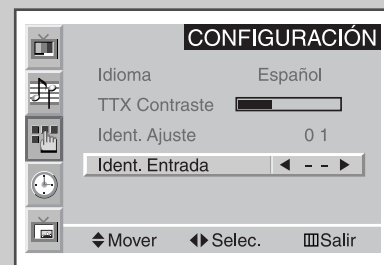 CONFIGURACIÓN
Idioma Español
TTX Contraste
Ident. Ajuste 0 1
Ident. Entrada ◀ - - ▶
Mover Selec. Salir